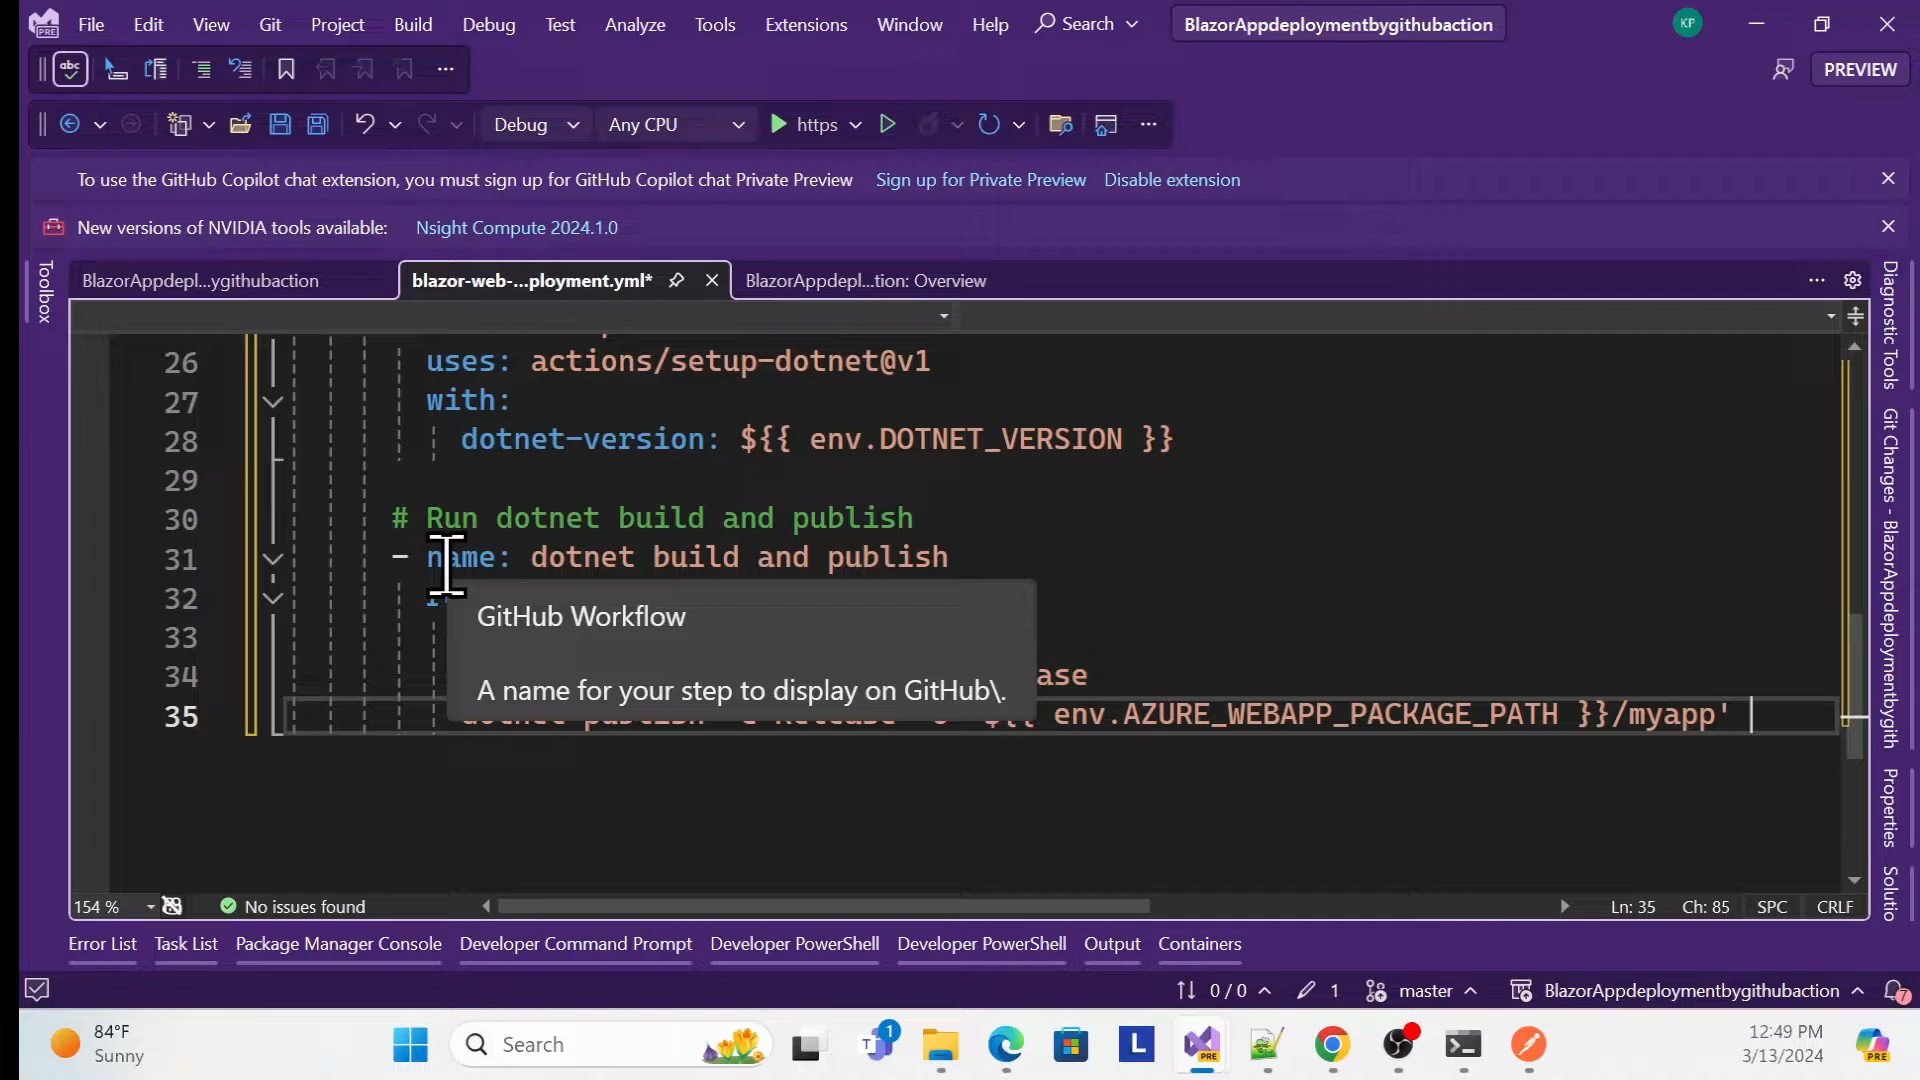 File Edit View Git Project Build Debug Test Analyze Tools Extensions Window Help Search BlazorAppdeploymentbygithubaction KP
PRE
abc PREVIEW
Debug Any CPU https
To use the GitHub Copilot chat extension, you must sign up for GitHub Copilot chat Private Preview Sign up for Private Preview Disable extension
New versions of NVIDIA tools available: Nsight Compute 2024.1.0
Toolbox
BlazorAppdepl...ygithubaction blazor-web-...ployment.yml* BlazorAppdepl...tion: Overview
26 uses: actions/setup-dotnet@v1
27 with:
28 dotnet-version: ${{ env.DOTNET_VERSION }}
29
30 # Run dotnet build and publish
31 - name: dotnet build and publish
32
33
34 ase
35 env.AZURE_WEBAPP_PACKAGE_PATH }}/myapp'
GitHub Workflow
A name for your step to display on GitHub\.
Diagnostic Tools
Git Changes - BlazorAppdeploymentbygith
Properties
Solutio
154 % No issues found Ln: 35 Ch: 85 SPC CRLF
Error List Task List Package Manager Console Developer Command Prompt Developer PowerShell Developer PowerShell Output Containers
0 / 0 1 master BlazorAppdeploymentbygithubaction 7
84°F
Sunny
Search
1
L
PRE
12:49 PM
3/13/2024
PRE